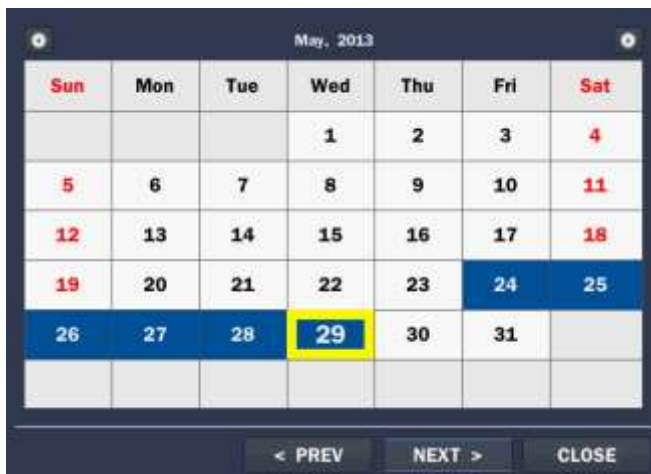 May, 2013
Sun Mon Tue Wed Thu Fri Sat
1 2 3 4
5 6 7 8 9 10 11
12 13 14 15 16 17 18
19 20 21 22 23 24 25
26 27 28 29 30 31
< PREV NEXT > CLOSE